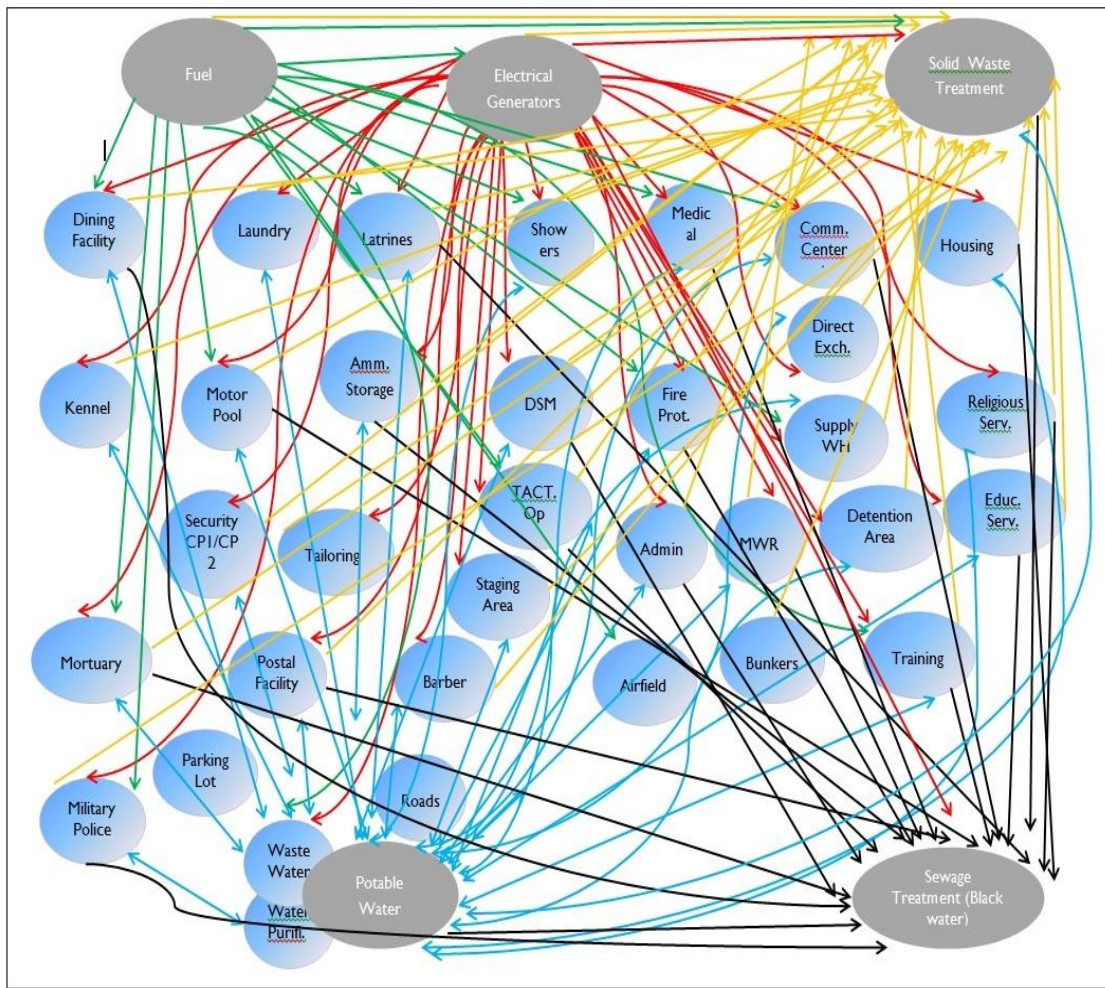 Fuel
Electrical
Generators
Solid Waste
Treatment
Dining
Facility
Laundry
Latrines
Show
ers
Medic
al
Comm.
Center
Housing
Direct
Exch.
Kennel
Motor
Pool
Amm.
Storage
DSM
Fire
Prot.
Supply
WH
Religious
Serv.
Security
CP1/CP
2
Tailoring
TACT.
Op
Staging
Area
Admin
MWR
Detention
Area
Educ.
Serv.
Mortuary
Postal
Facility
Barber
Airfield
Bunkers
Training
Parking
Lot
Military
Police
Roads
Waste
Water
Potable
Water
Water
Purifi.
Sewage
Treatment (Black
water)